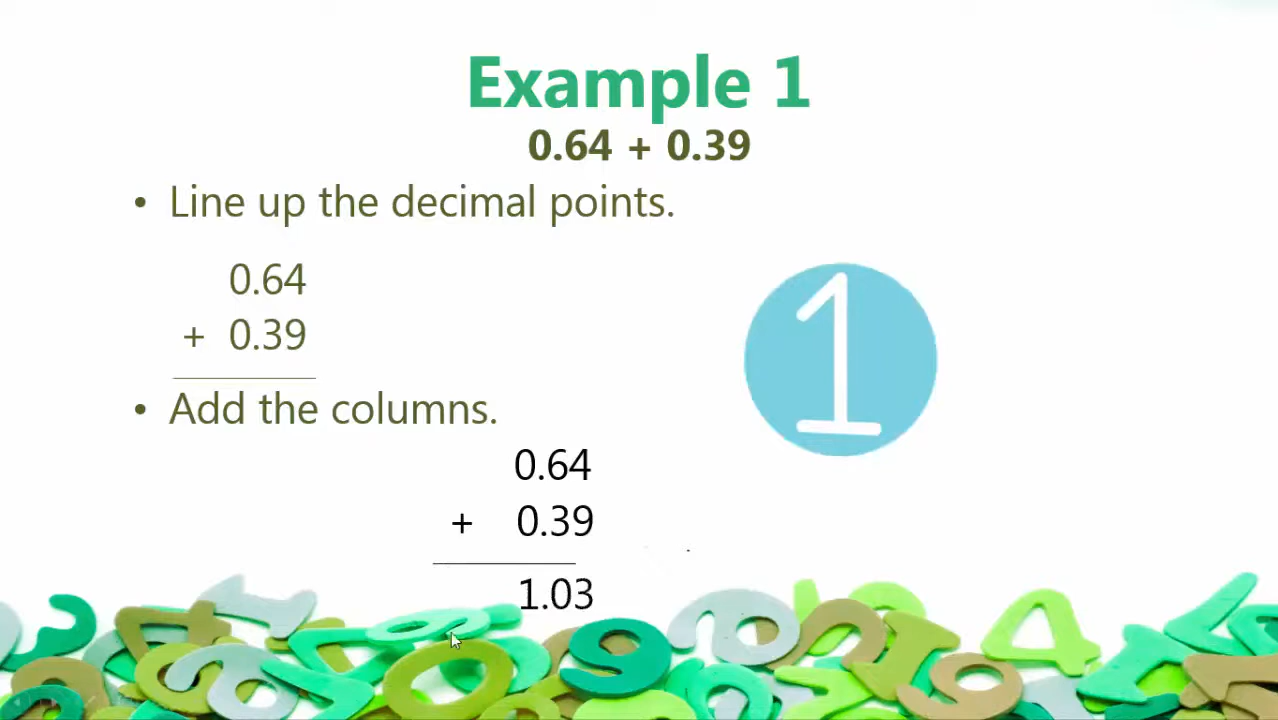 Example 1
0.64 + 0.39
• Line up the decimal points.
0.64
+ 0.39
1
• Add the columns.
0.64
+ 0.39
1.03